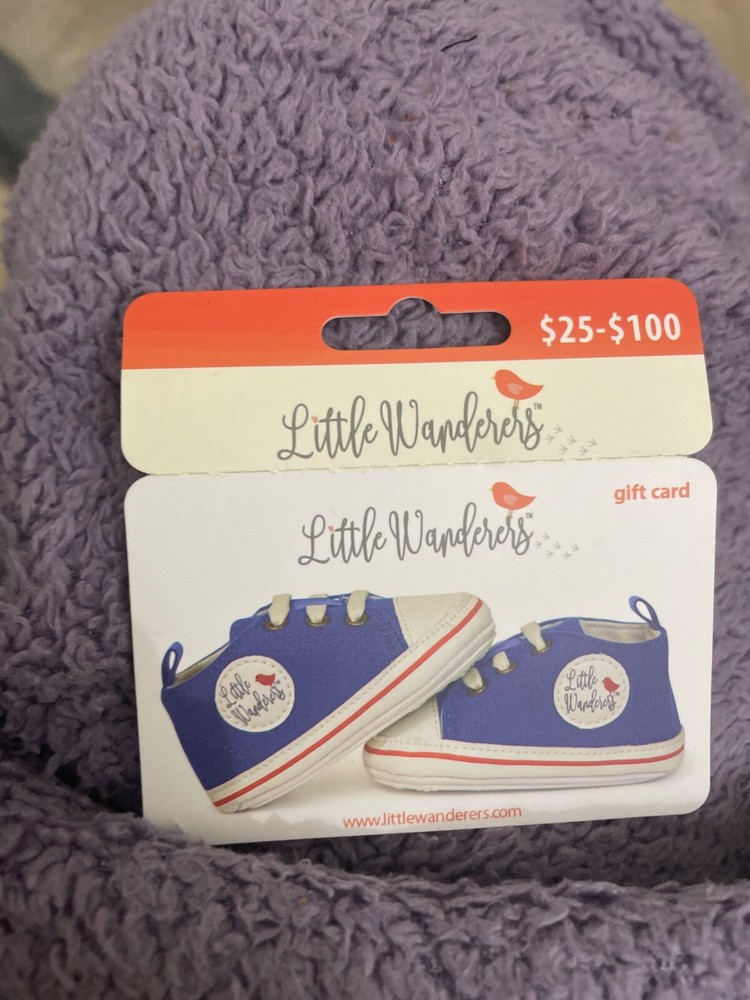 $25-$100
Little Wanderers™
gift card
Little Wanderers™
Little
Wanderers
Little
Wanderers
www.littlewanderers.com